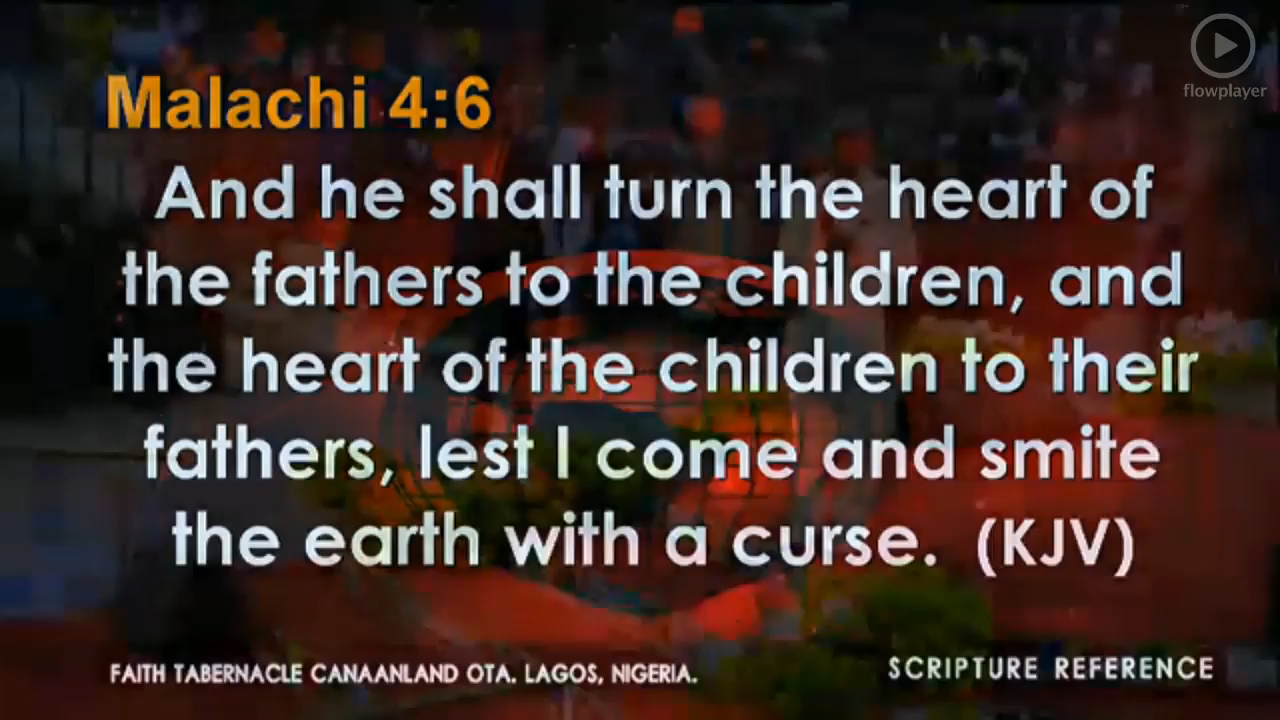 flowplayer
Malachi 4:6
And he shall turn the heart of
the fathers to the children, and
the heart of the children to their
fathers, lest I come and smite
the earth with a curse. (KJV)
FAITH TABERNACLE CANAANLAND OTA. LAGOS, NIGERIA.
SCRIPTURE REFERENCE